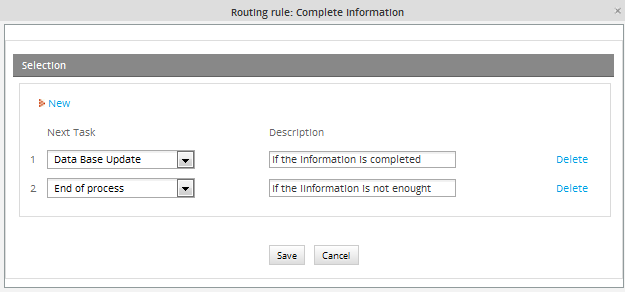 Routing rule: Complete Information
×
Selection
New
Next Task Description
1 Data Base Update If the Information is completed Delete
2 End of process If the Iinformation is not enought Delete
Save Cancel